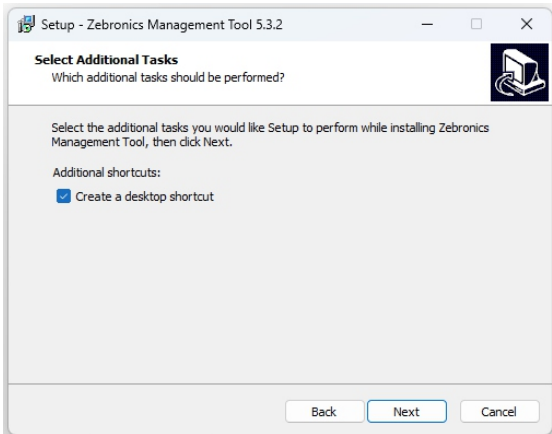 Setup - Zebronics Management Tool 5.3.2
Select Additional Tasks
Which additional tasks should be performed?
Select the additional tasks you would like Setup to perform while installing Zebronics
Management Tool, then click Next.
Additional shortcuts:
Create a desktop shortcut
Back Next Cancel